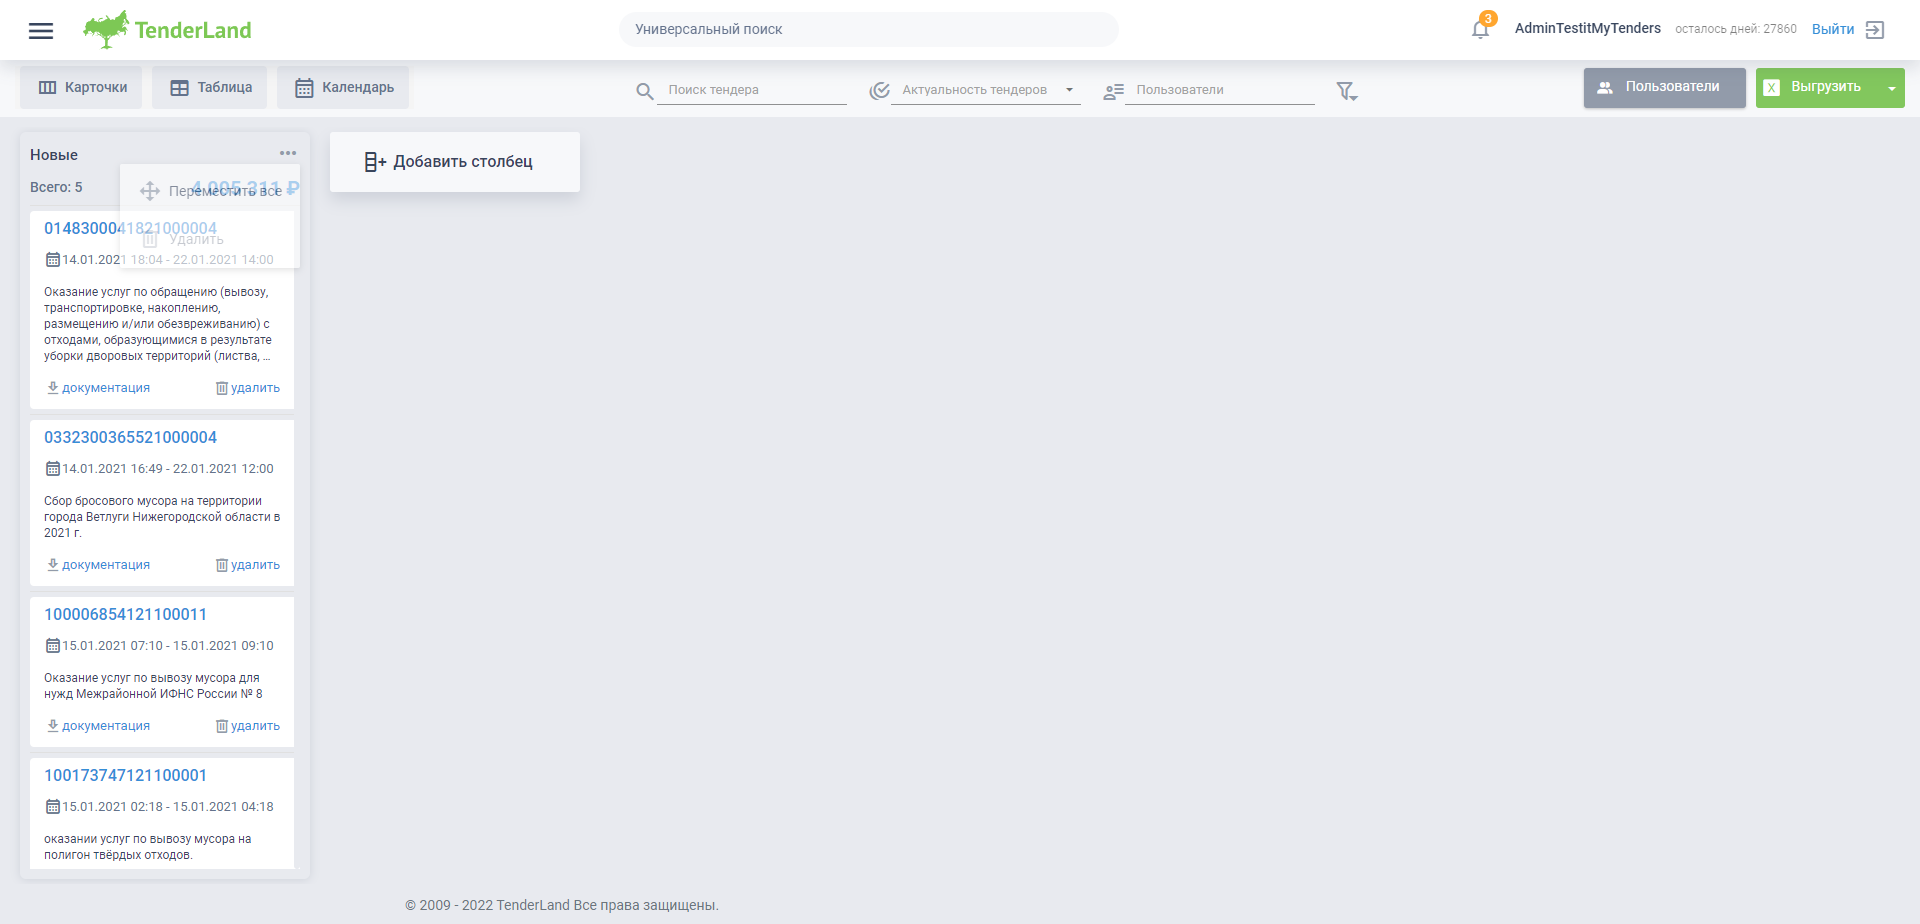 TenderLand
Универсальный поиск
3
AdminTestitMyTenders
осталось дней: 27860
Выйти
Карточки
Таблица
Календарь
Поиск тендера
Актуальность тендеров
Пользователи
Пользователи
X
Выгрузить
Новые
Всего: 5
4 095 311 ₽
Переместить все
Удалить
0148300041821000004
14.01.2021 18:04 - 22.01.2021 14:00
Оказание услуг по обращению (вывозу,
транспортировке, накоплению,
размещению и/или обезвреживанию) с
отходами, образующимися в результате
уборки дворовых территорий (листва, ...
документация
удалить
0332300365521000004
14.01.2021 16:49 - 22.01.2021 12:00
Сбор бросового мусора на территории
города Ветлуги Нижегородской области в
2021 г.
документация
удалить
100006854121100011
15.01.2021 07:10 - 15.01.2021 09:10
Оказание услуг по вывозу мусора для
нужд Межрайонной ИФНС России № 8
документация
удалить
100173747121100001
15.01.2021 02:18 - 15.01.2021 04:18
оказании услуг по вывозу мусора на
полигон твёрдых отходов.
Добавить столбец
© 2009 - 2022 TenderLand Все права защищены.